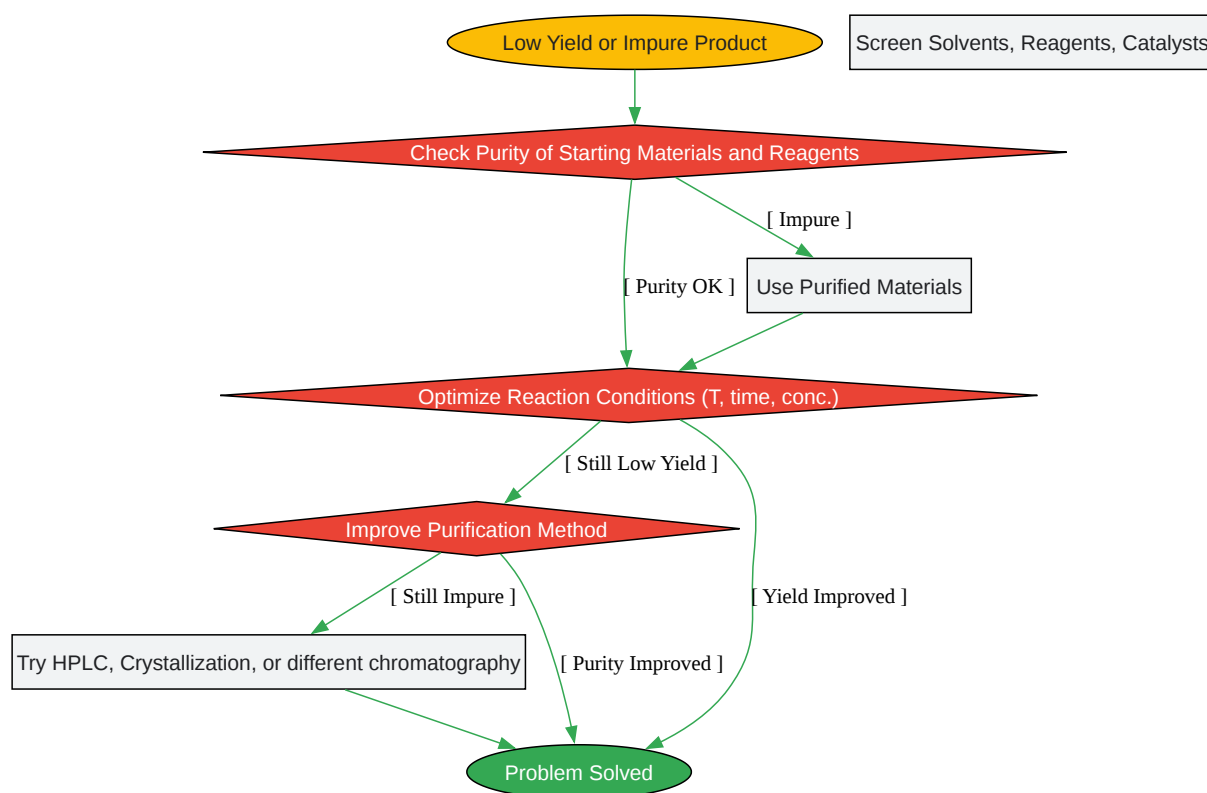 Low Yield or Impure Product
Screen Solvents, Reagents, Catalysts
Check Purity of Starting Materials and Reagents
[ Impure ]
[ Purity OK ]
Use Purified Materials
Optimize Reaction Conditions (T, time, conc.)
[ Still Low Yield ]
Improve Purification Method
[ Still Impure ]
[ Yield Improved ]
Try HPLC, Crystallization, or different chromatography
[ Purity Improved ]
Problem Solved